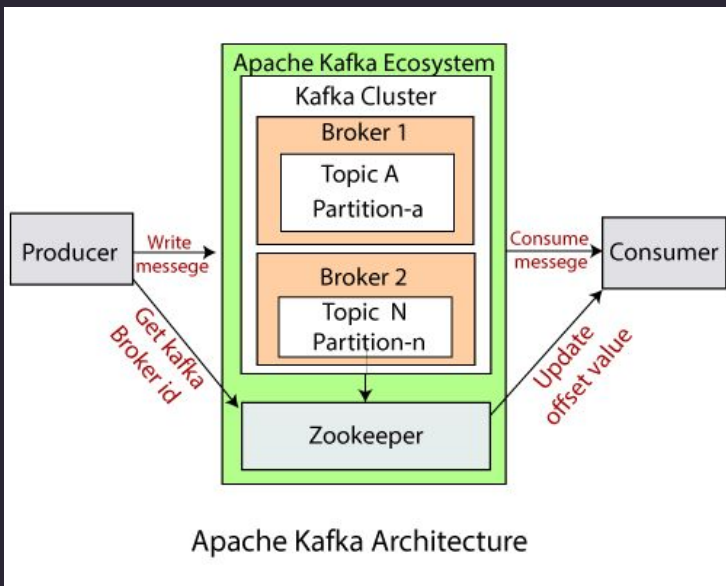 Apache Kafka Ecosystem
Kafka Cluster
Broker 1
Topic A
Partition-a
Producer
Write
messege
Consume
messege
Consumer
Broker 2
Topic N
Partition-n
Get kafka
Broker id
Update
offset value
Zookeeper
Apache Kafka Architecture